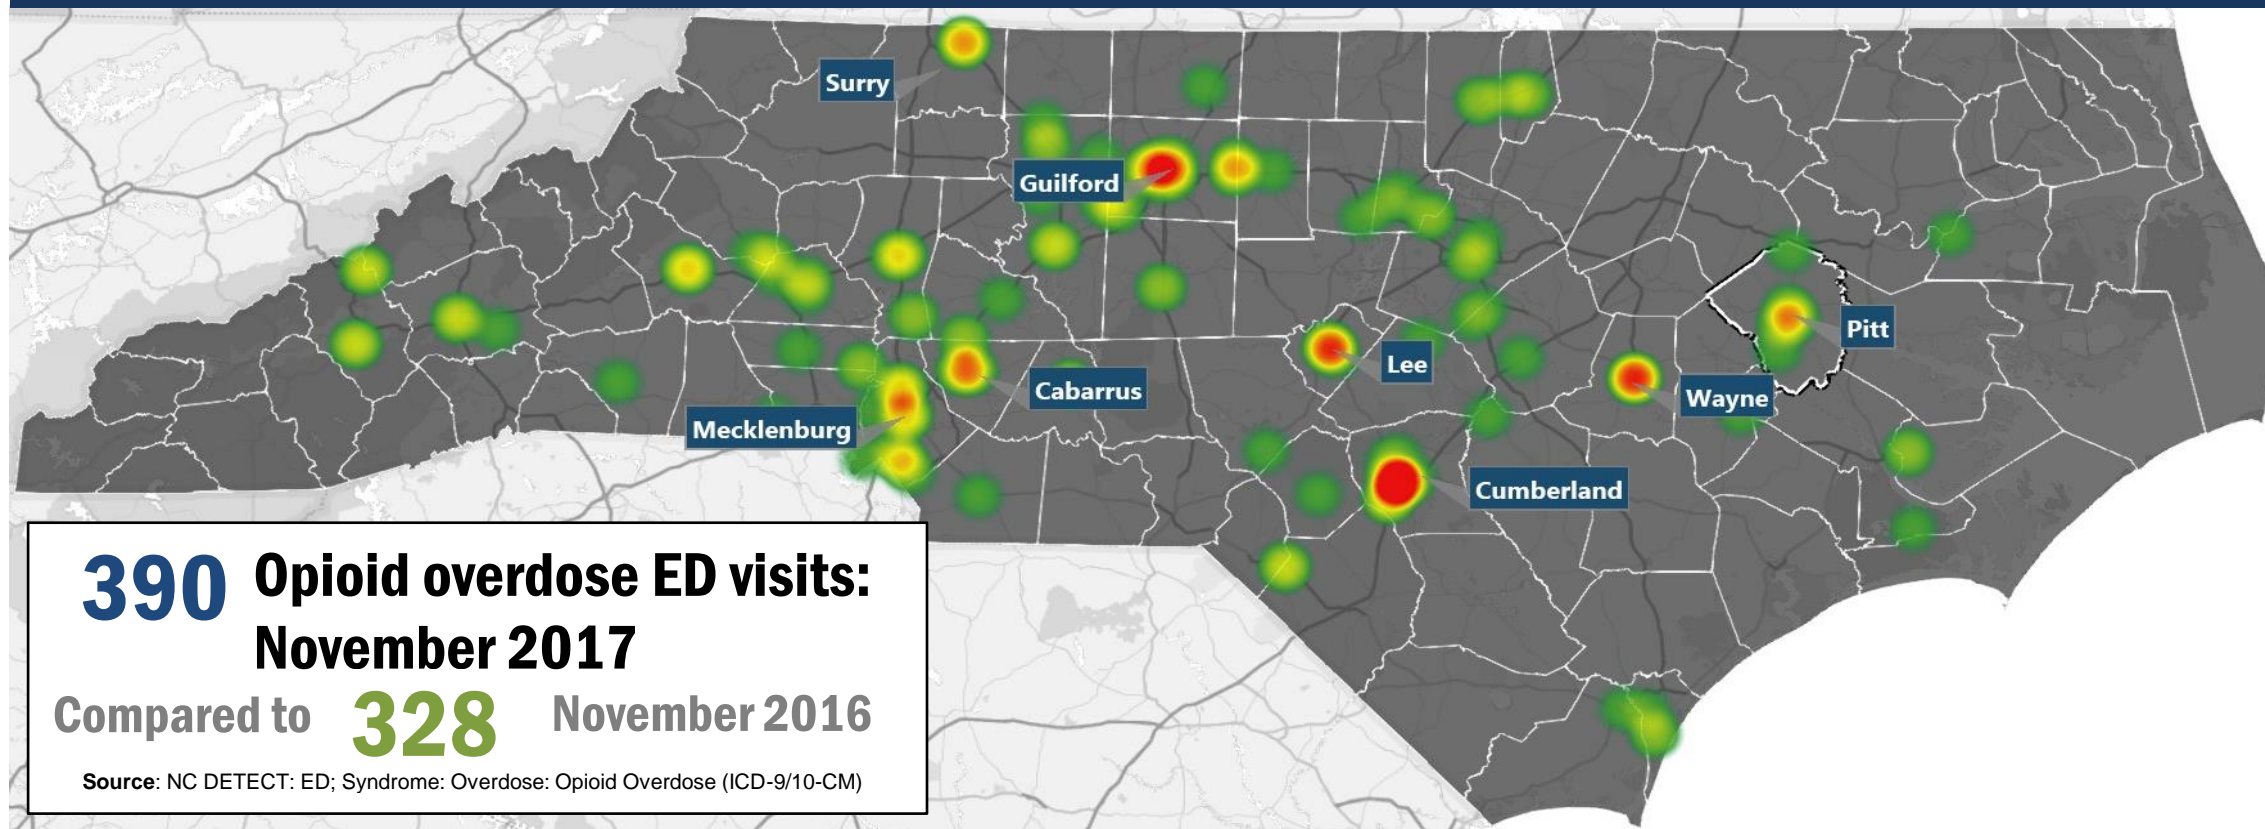 Surry
Guilford
Pitt
Lee
Cabarrus
Wayne
Mecklenburg
Cumberland
390 Opioid overdose ED visits:
November 2017
Compared to 328 November 2016
Source: NC DETECT: ED; Syndrome: Overdose: Opioid Overdose (ICD-9/10-CM)